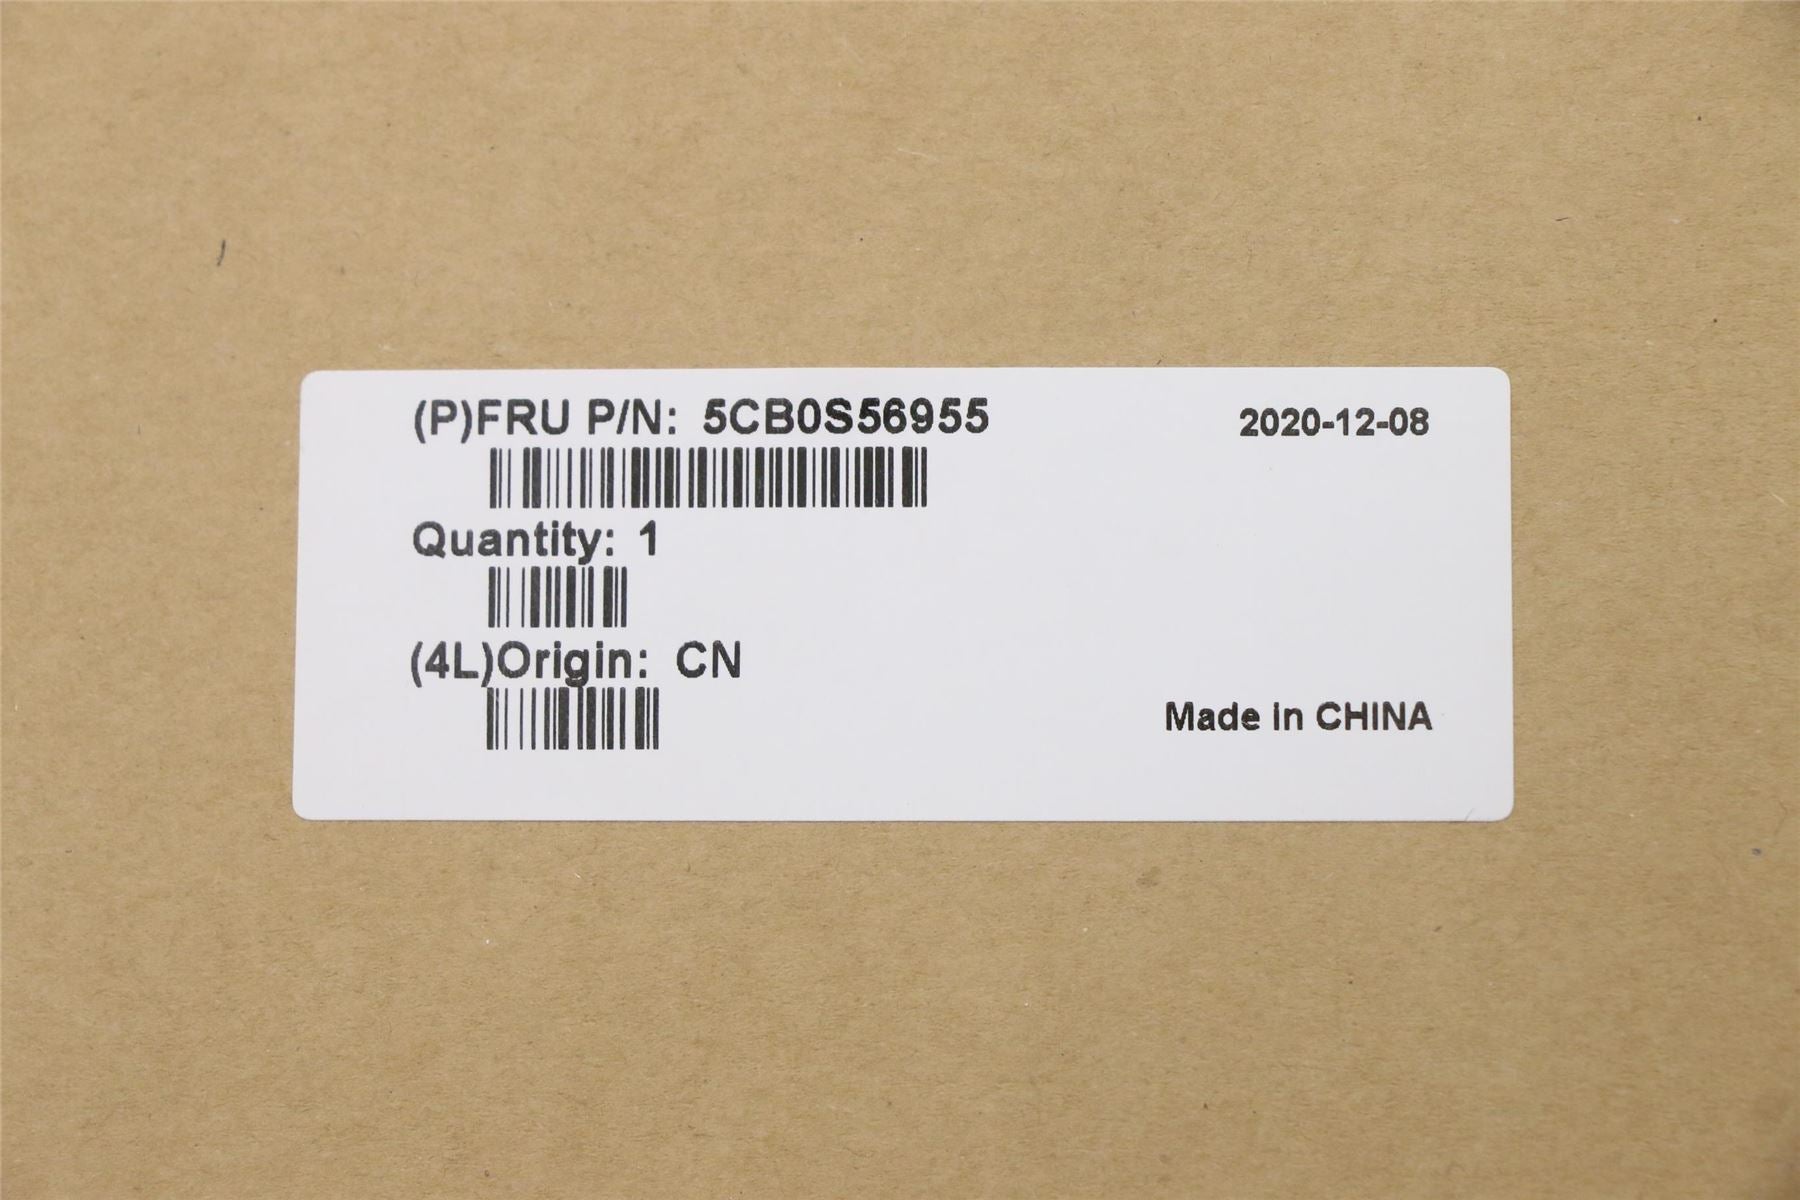 (P)FRU P/N: 5CB0S56955
2020-12-08
Quantity: 1
(4L)Origin: CN
Made in CHINA